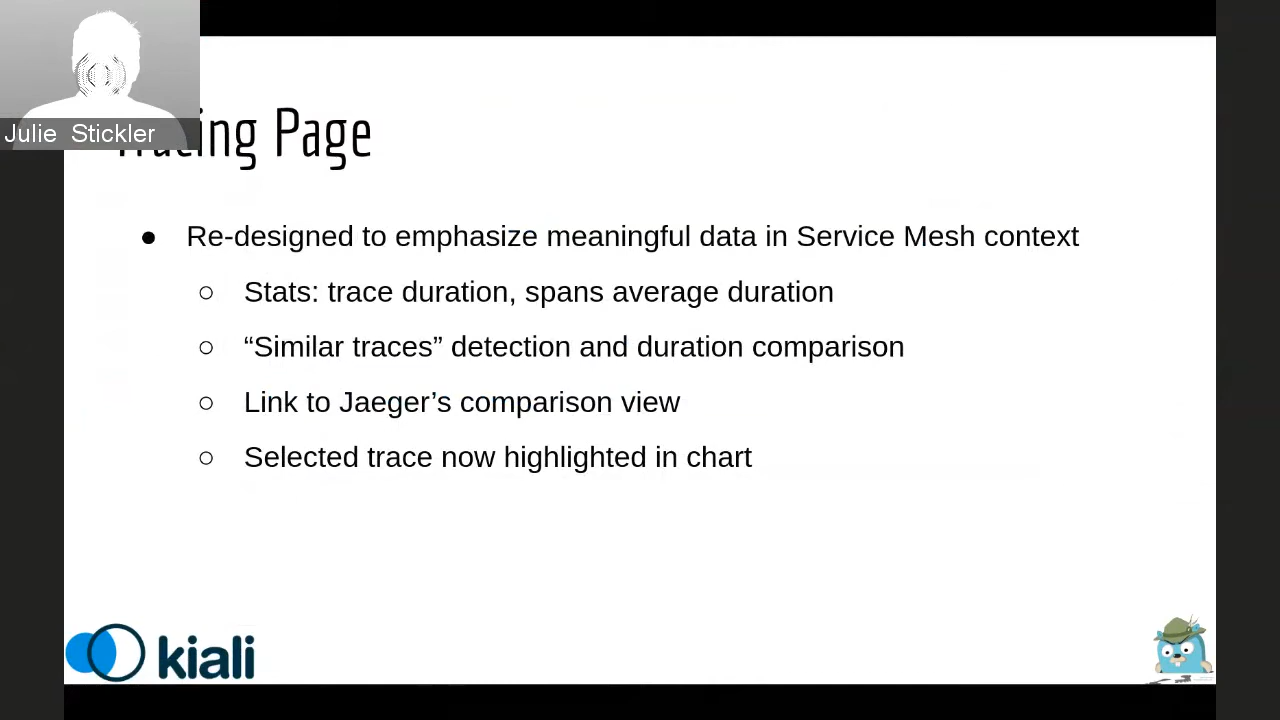 Julie Stickler
Tracing Page
● Re-designed to emphasize meaningful data in Service Mesh context
○ Stats: trace duration, spans average duration
○ “Similar traces” detection and duration comparison
○ Link to Jaeger’s comparison view
○ Selected trace now highlighted in chart
kiali